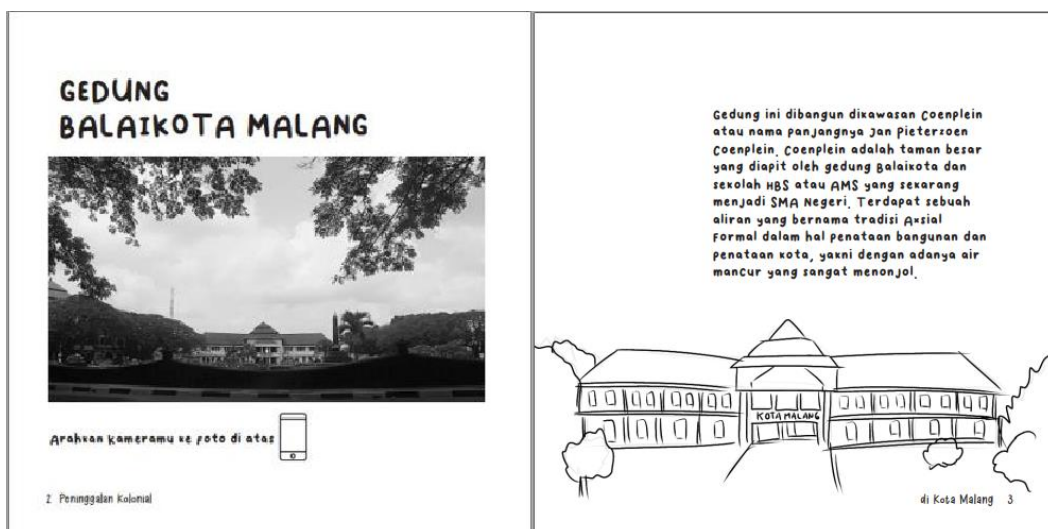 GEDUNG
BALAIKOTA MALANG
Arahkan kameramu ke foto di atas
2 Peninggalan Kolonial
Gedung ini dibangun dikawasan Coenplein
atau nama panjangnya Jan Pieterzoen
Coenplein. Coenplein adalah taman besar
yang diapit oleh gedung Balaikota dan
sekolah HBS atau AMS yang sekarang
menjadi SMA Negeri. Terdapat sebuah
aliran yang bernama tradisi Axsial
Formal dalam hal penataan bangunan dan
penataan kota, yakni dengan adanya air
mancur yang sangat menonjol.
KOTA MALANG
di Kota Malang 3